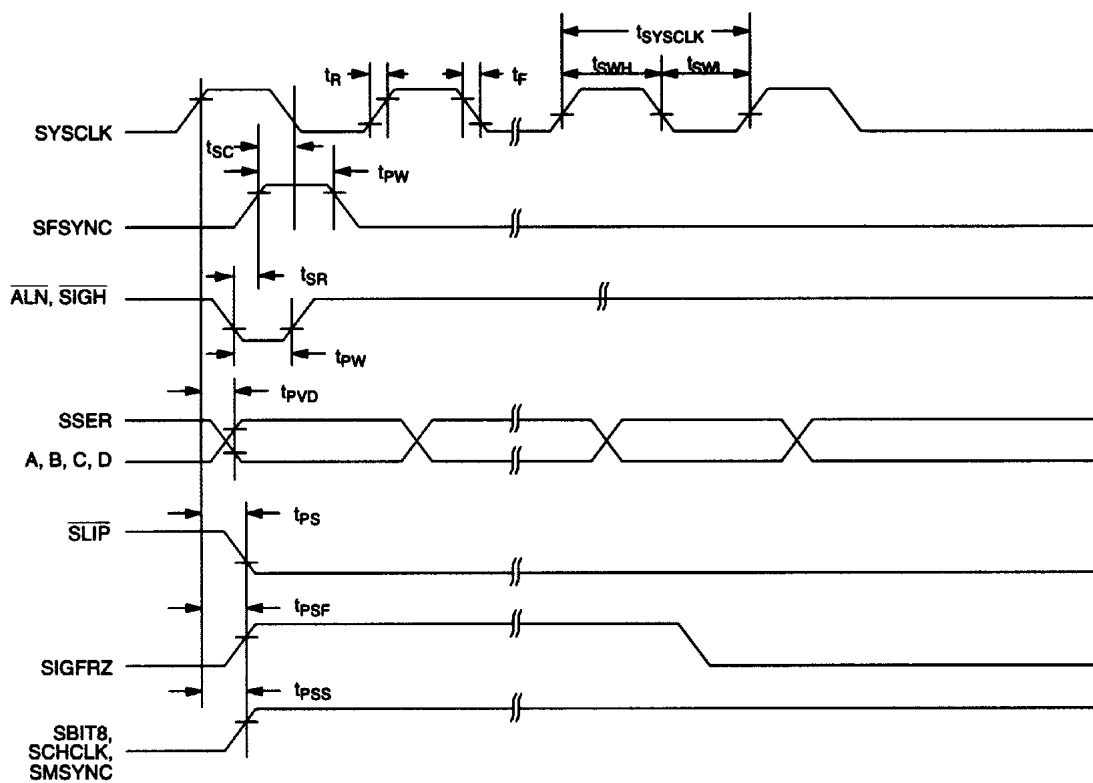 tSYSCLK
tR
tF
tSWH
tSWL
SYSCLK
tSC
tPW
SFSYNC
tSR
ALN, SIGH
tPW
tPVD
SSER
A, B, C, D
tPS
SLIP
tPSF
SIGFRZ
tPSS
SBIT8,
SCHCLK,
SMSYNC